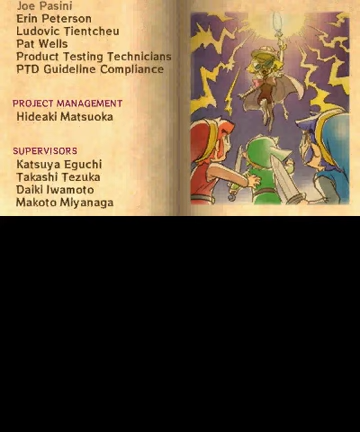 Joe Pasini
Erin Peterson
Ludovic Tientcheu
Pat Wells
Product Testing Technicians
PTD Guideline Compliance
PROJECT MANAGEMENT
Hideaki Matsuoka
SUPERVISORS
Katsuya Eguchi
Takashi Tezuka
Daiki Iwamoto
Makoto Miyanaga